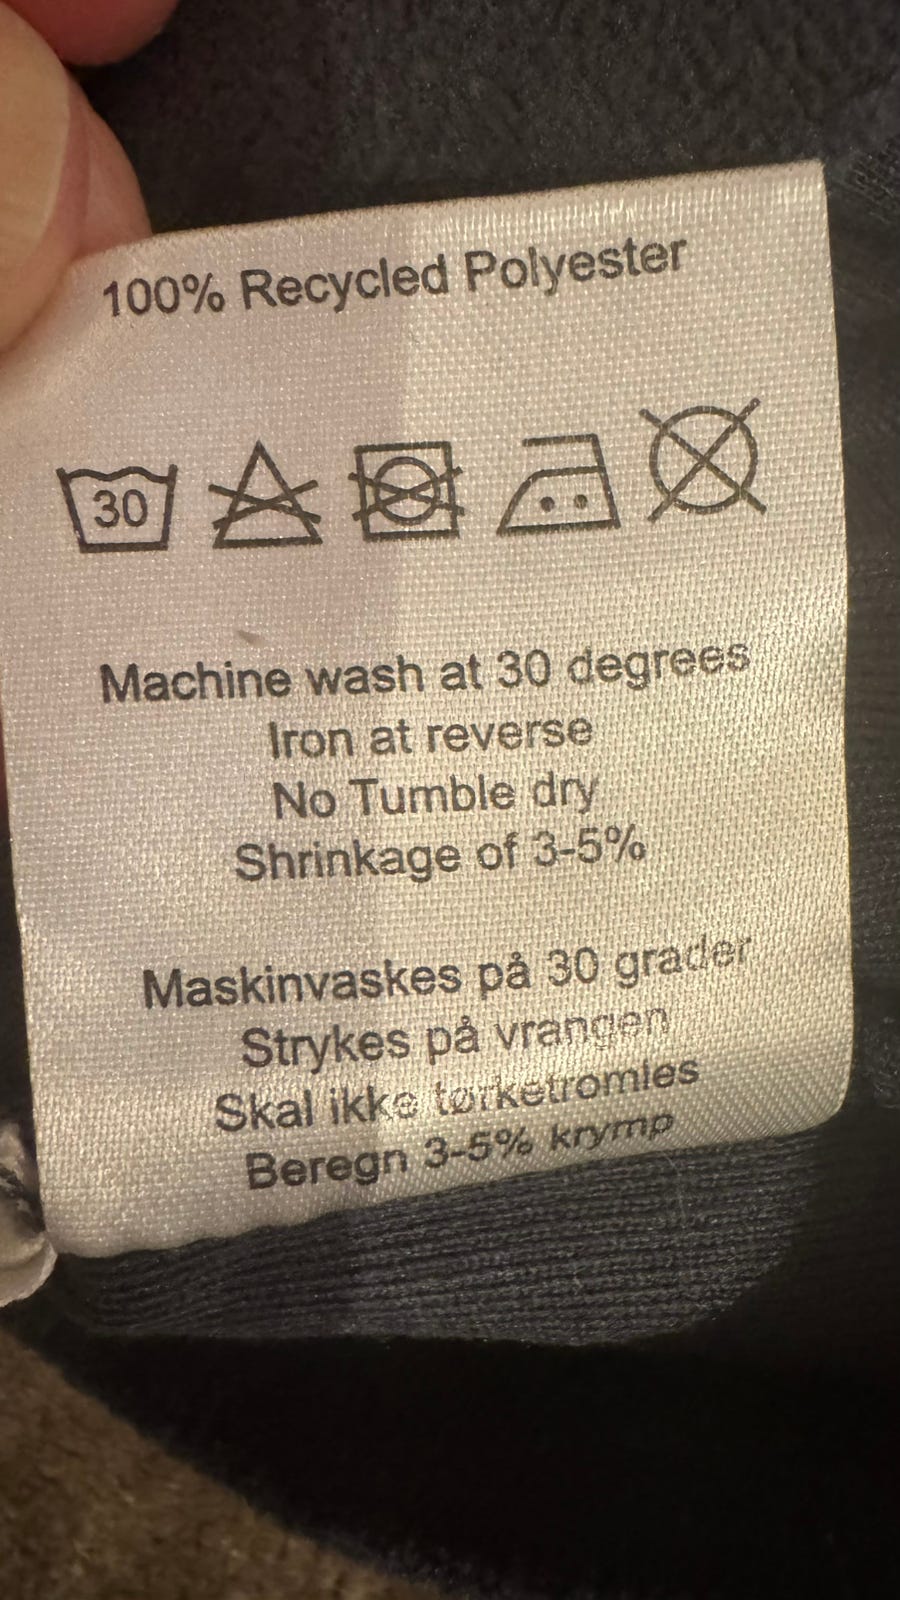 100% Recycled Polyester
30
Machine wash at 30 degrees
Iron at reverse
No Tumble dry
Shrinkage of 3-5%
Maskinvaskes på 30 grader
Strykes på vrangen
Skal ikke tørketromles
Beregn 3-5% krymp